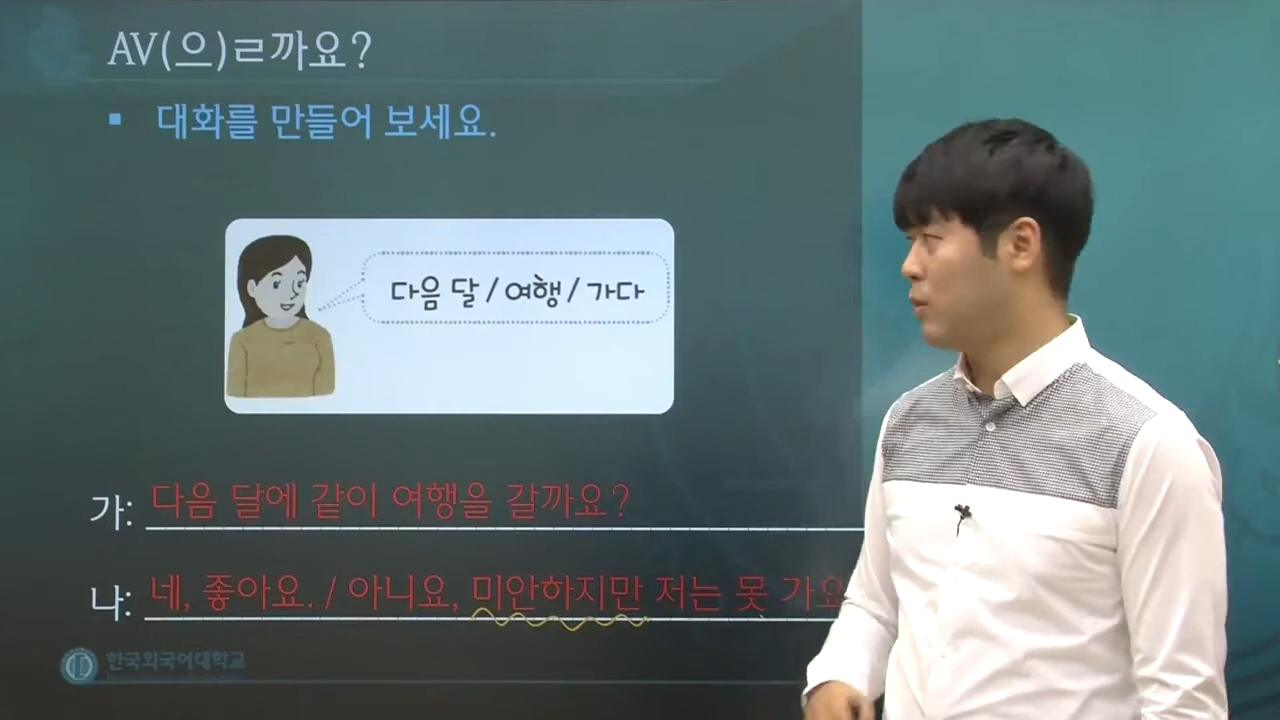 AV(으)ㄹ까요?
▪ 대화를 만들어 보세요.
다음 달 / 여행 / 가다
가: 다음 달에 같이 여행을 갈까요?
나: 네, 좋아요. / 아니요, 미안하지만 저는 못 가요
한국외국어대학교